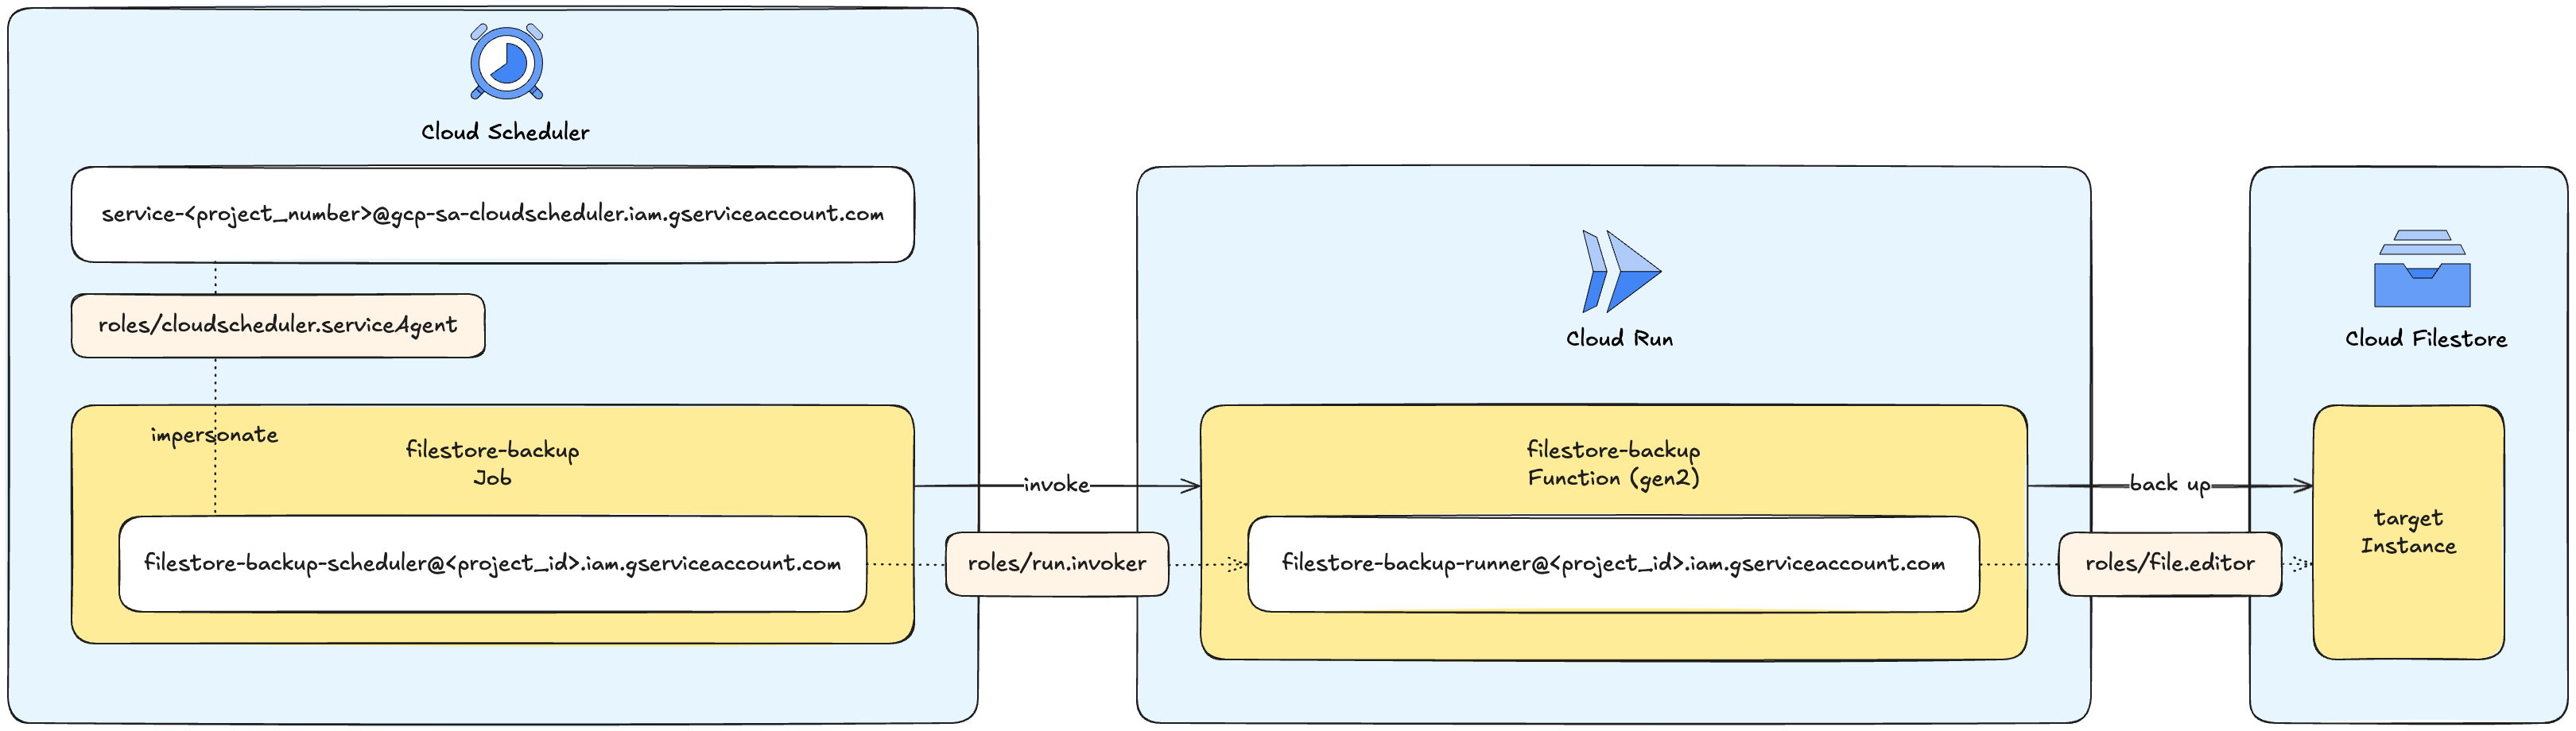 Cloud Scheduler
service-<project_number>@gcp-sa-cloudscheduler.iam.gserviceaccount.com
roles/cloudscheduler.serviceAgent
impersonate
filestore-backup
Job
filestore-backup-scheduler@<project_id>.iam.gserviceaccount.com
invoke
roles/run.invoker
Cloud Run
filestore-backup
Function (gen2)
filestore-backup-runner@<project_id>.iam.gserviceaccount.com
back up
roles/file.editor
Cloud Filestore
target
Instance